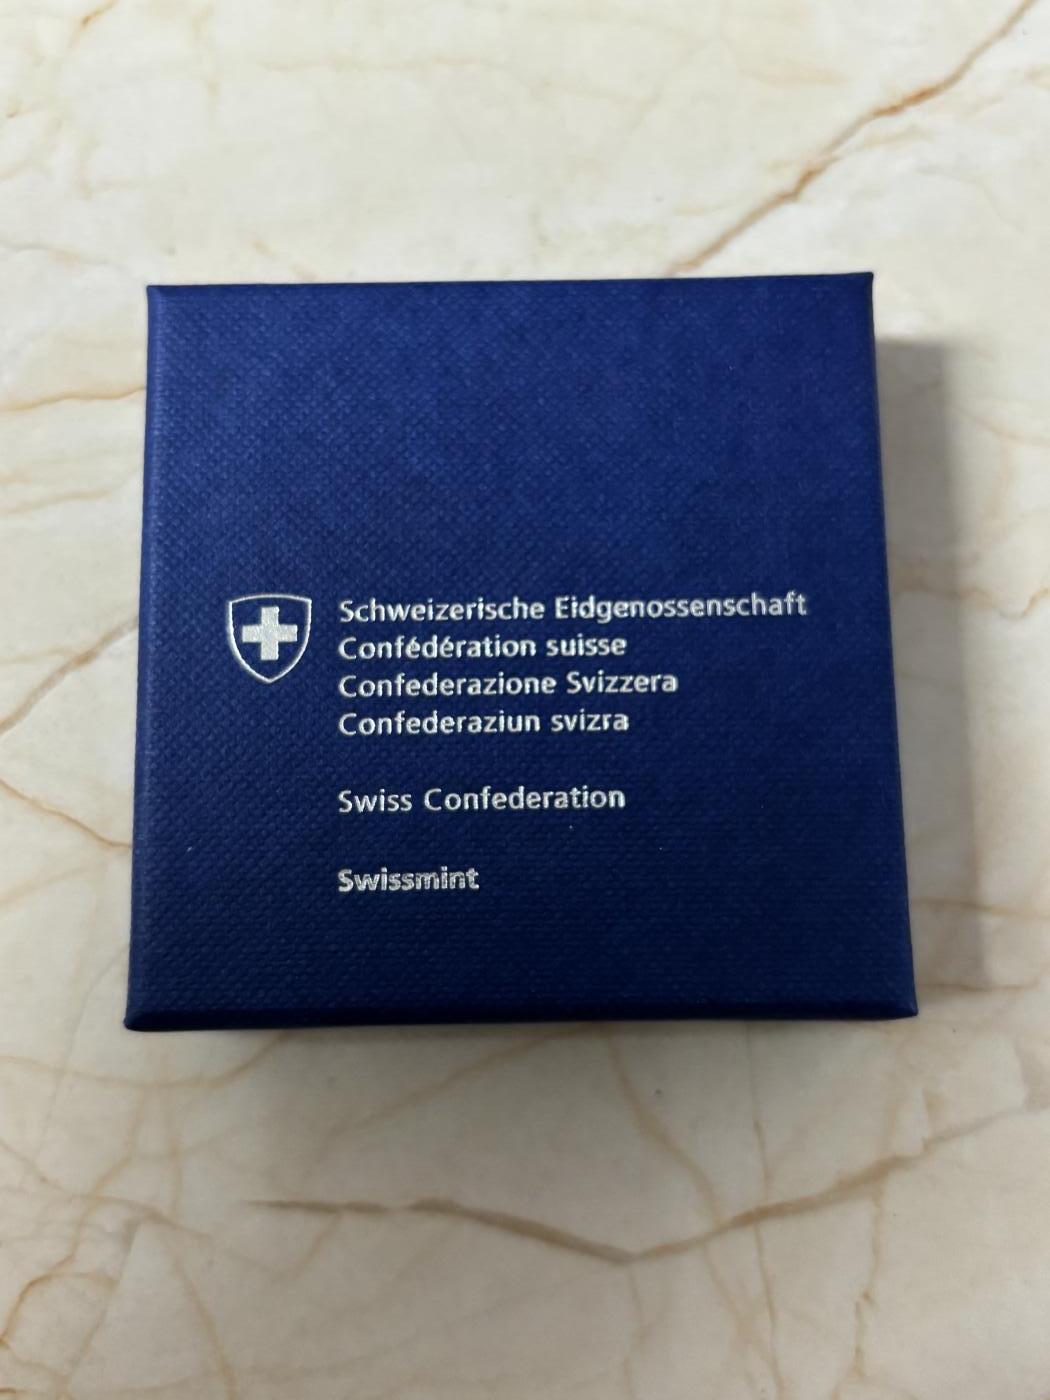 Schweizerische Eidgenossenschaft
Confédération suisse
Confederazione Svizzera
Confederaziun svizra
Swiss Confederation
Swissmint